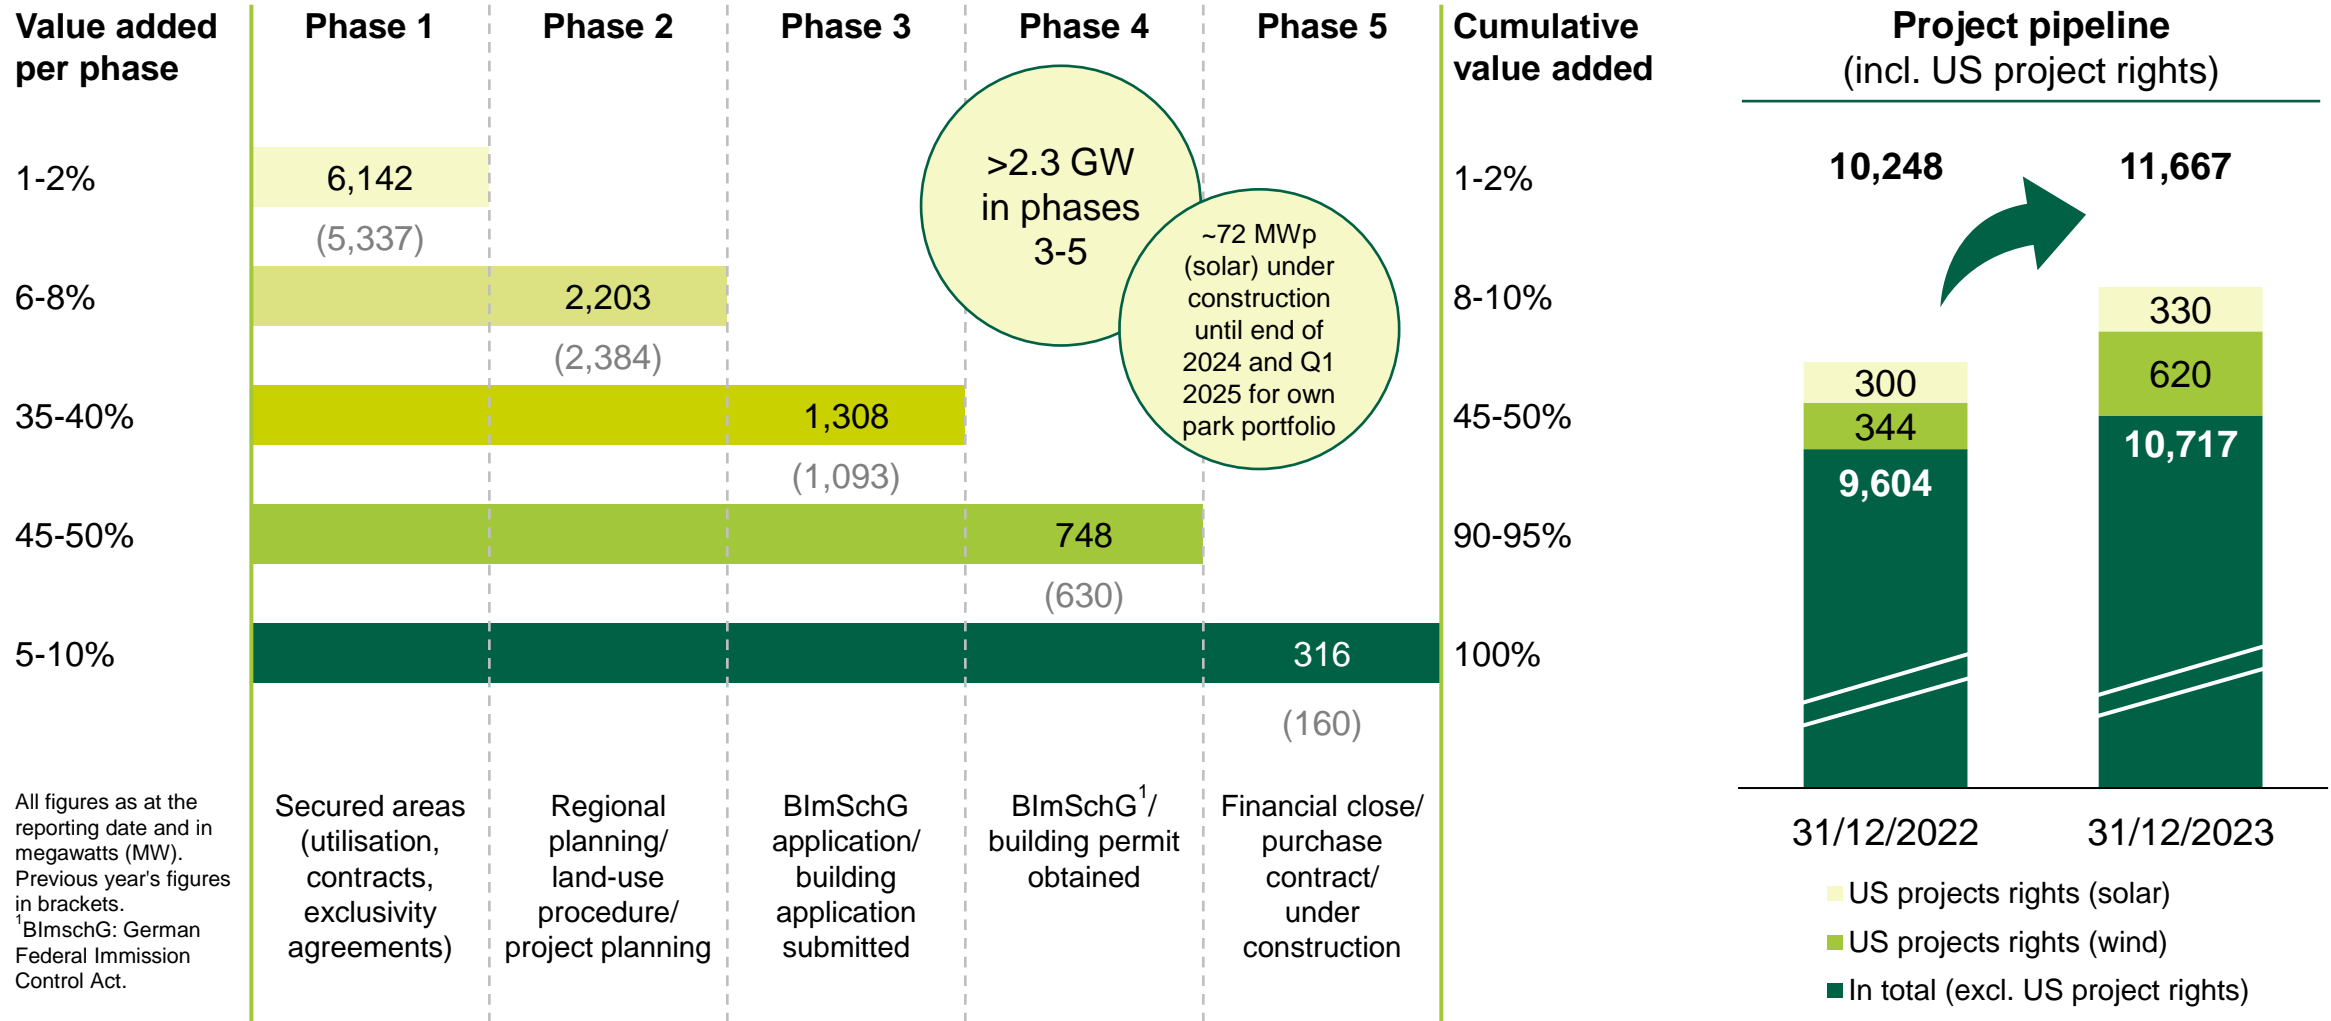 Value added
per phase
Phase 1
Phase 2
Phase 3
Phase 4
Phase 5
Cumulative
value added
1-2%
6,142
(5,337)
1-2%
6-8%
2,203
(2,384)
8-10%
35-40%
1,308
(1,093)
45-50%
45-50%
748
(630)
90-95%
5-10%
316
(160)
100%
>2.3 GW
in phases
3-5
~72 MWp
(solar) under
construction
until end of
2024 and Q1
2025 for own
park portfolio
All figures as at the
reporting date and in
megawatts (MW).
Previous year's figures
in brackets.
1BImschG: German
Federal Immission
Control Act.
Secured areas
(utilisation,
contracts,
exclusivity
agreements)
Regional
planning/
land-use
procedure/
project planning
BImSchG
application/
building
application
submitted
BImSchG1/
building permit
obtained
Financial close/
purchase
contract/
under
construction
Project pipeline
(incl. US project rights)
10,248
11,667
300
344
9,604
330
620
10,717
31/12/2022
31/12/2023
US projects rights (solar)
US projects rights (wind)
In total (excl. US project rights)